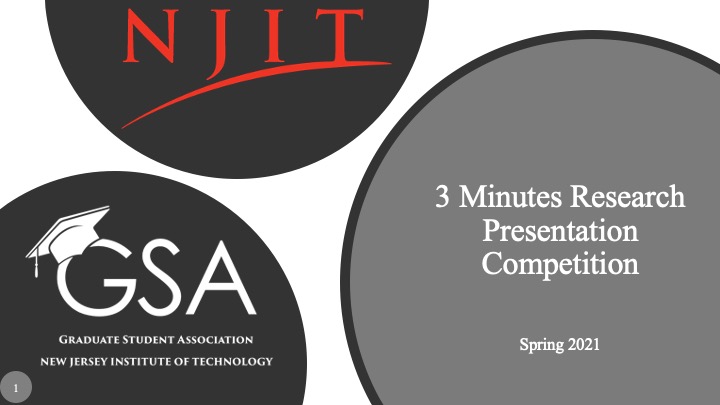 NJIT
GSA
GRADUATE STUDENT ASSOCIATION
NEW JERSEY INSTITUTE OF TECHNOLOGY
3 Minutes Research
Presentation
Competition
Spring 2021
1